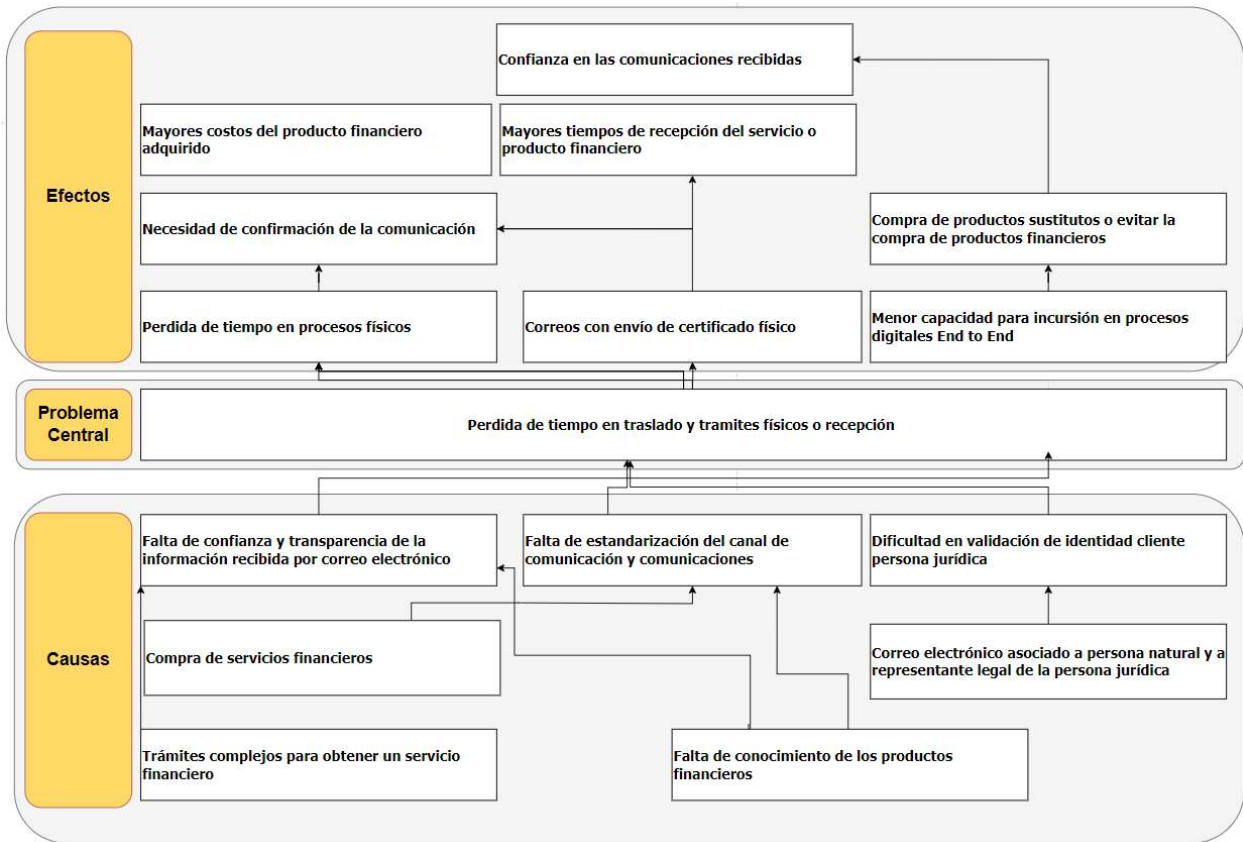 Efectos
Confianza en las comunicaciones recibidas
Mayores costos del producto financiero
adquirido
Mayores tiempos de recepción del servicio o
producto financiero
Necesidad de confirmación de la comunicación
Compra de productos sustitutos o evitar la
compra de productos financieros
Perdida de tiempo en procesos físicos
Correos con envío de certificado físico
Menor capacidad para incursión en procesos
digitales End to End
Problema
Central
Perdida de tiempo en traslado y tramites físicos o recepción
Causas
Falta de confianza y transparencia de la
información recibida por correo electrónico
Falta de estandarización del canal de
comunicación y comunicaciones
Dificultad en validación de identidad cliente
persona jurídica
Compra de servicios financieros
Correo electrónico asociado a persona natural y a
representante legal de la persona jurídica
Trámites complejos para obtener un servicio
financiero
Falta de conocimiento de los productos
financieros